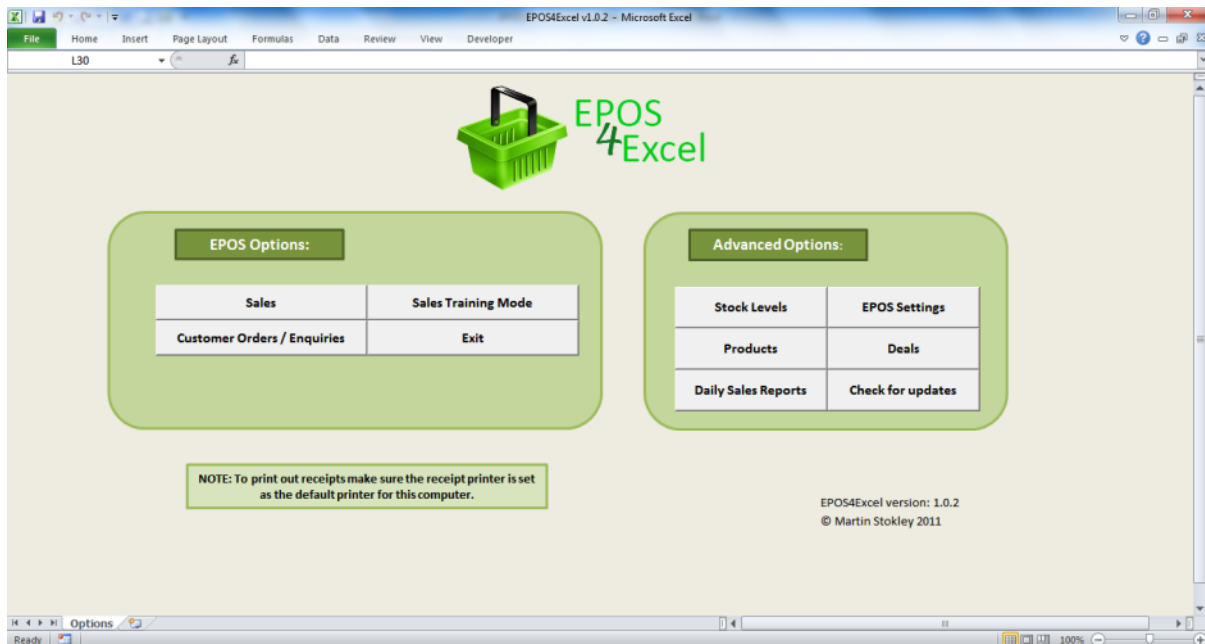 EPOS4Excel v1.0.2 - Microsoft Excel
File Home Insert Page Layout Formulas Data Review View Developer
L30 fx
EPOS
4Excel
EPOS Options:
Sales Sales Training Mode
Customer Orders / Enquiries Exit
Advanced Options:
Stock Levels EPOS Settings
Products Deals
Daily Sales Reports Check for updates
NOTE: To print out receipts make sure the receipt printer is set
as the default printer for this computer.
EPOS4Excel version: 1.0.2
© Martin Stokley 2011
Options
Ready 100%